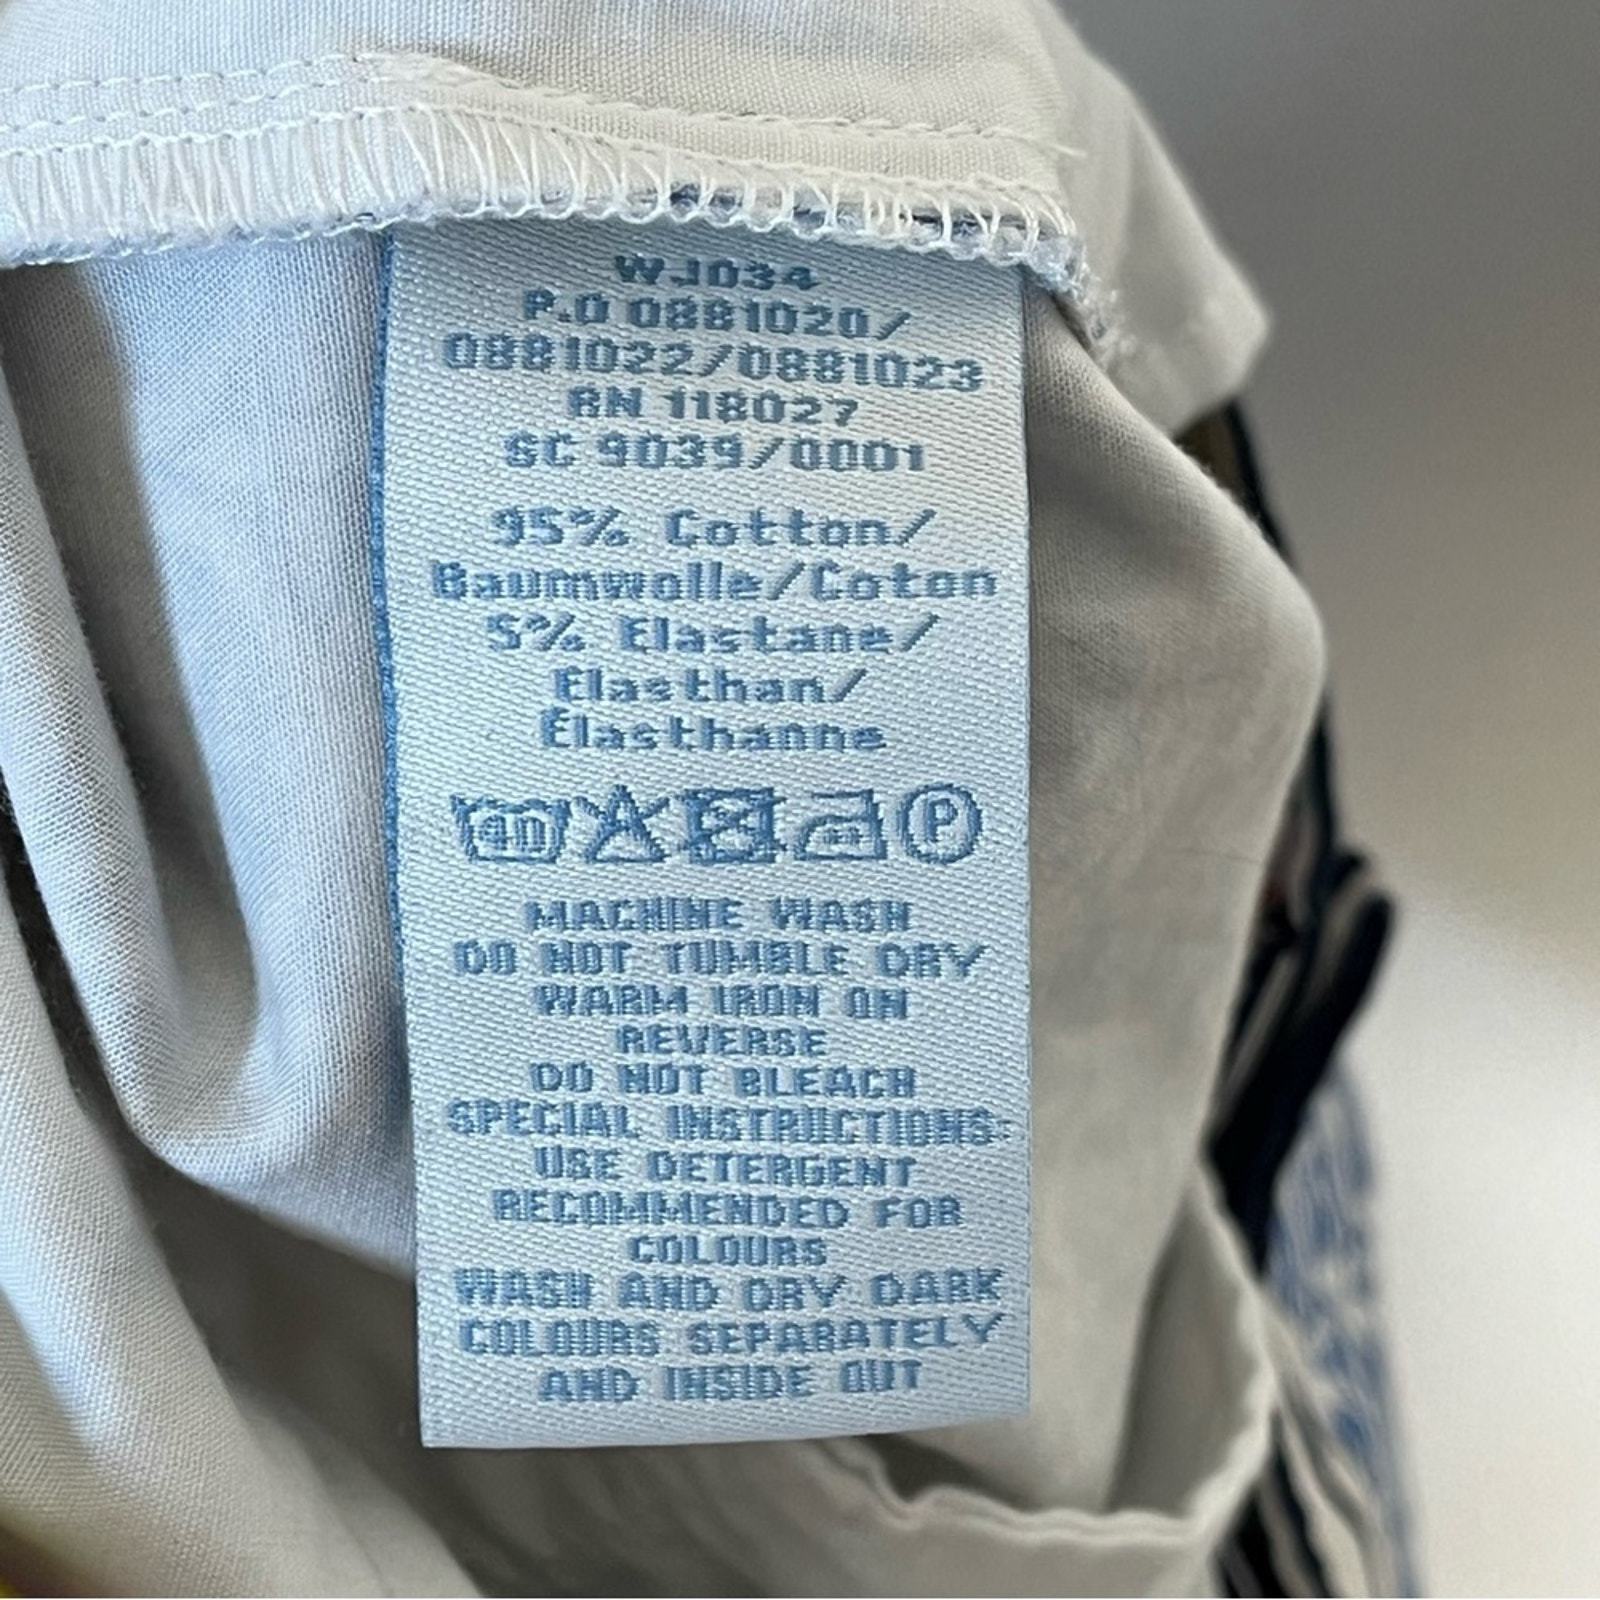 WJ034
P.O 0881020/
0881022/0881023
RN 118027
SC 9039/0001
95% Cotton/
Baumwolle/Coton
5% Elastane/
Elasthan/
Élasthanne
40 P
MACHINE WASH
DO NOT TUMBLE DRY
WARM IRON ON
REVERSE
DO NOT BLEACH
SPECIAL INSTRUCTIONS:
USE DETERGENT
RECOMMENDED FOR
COLOURS
WASH AND DRY DARK
COLOURS SEPARATELY
AND INSIDE OUT